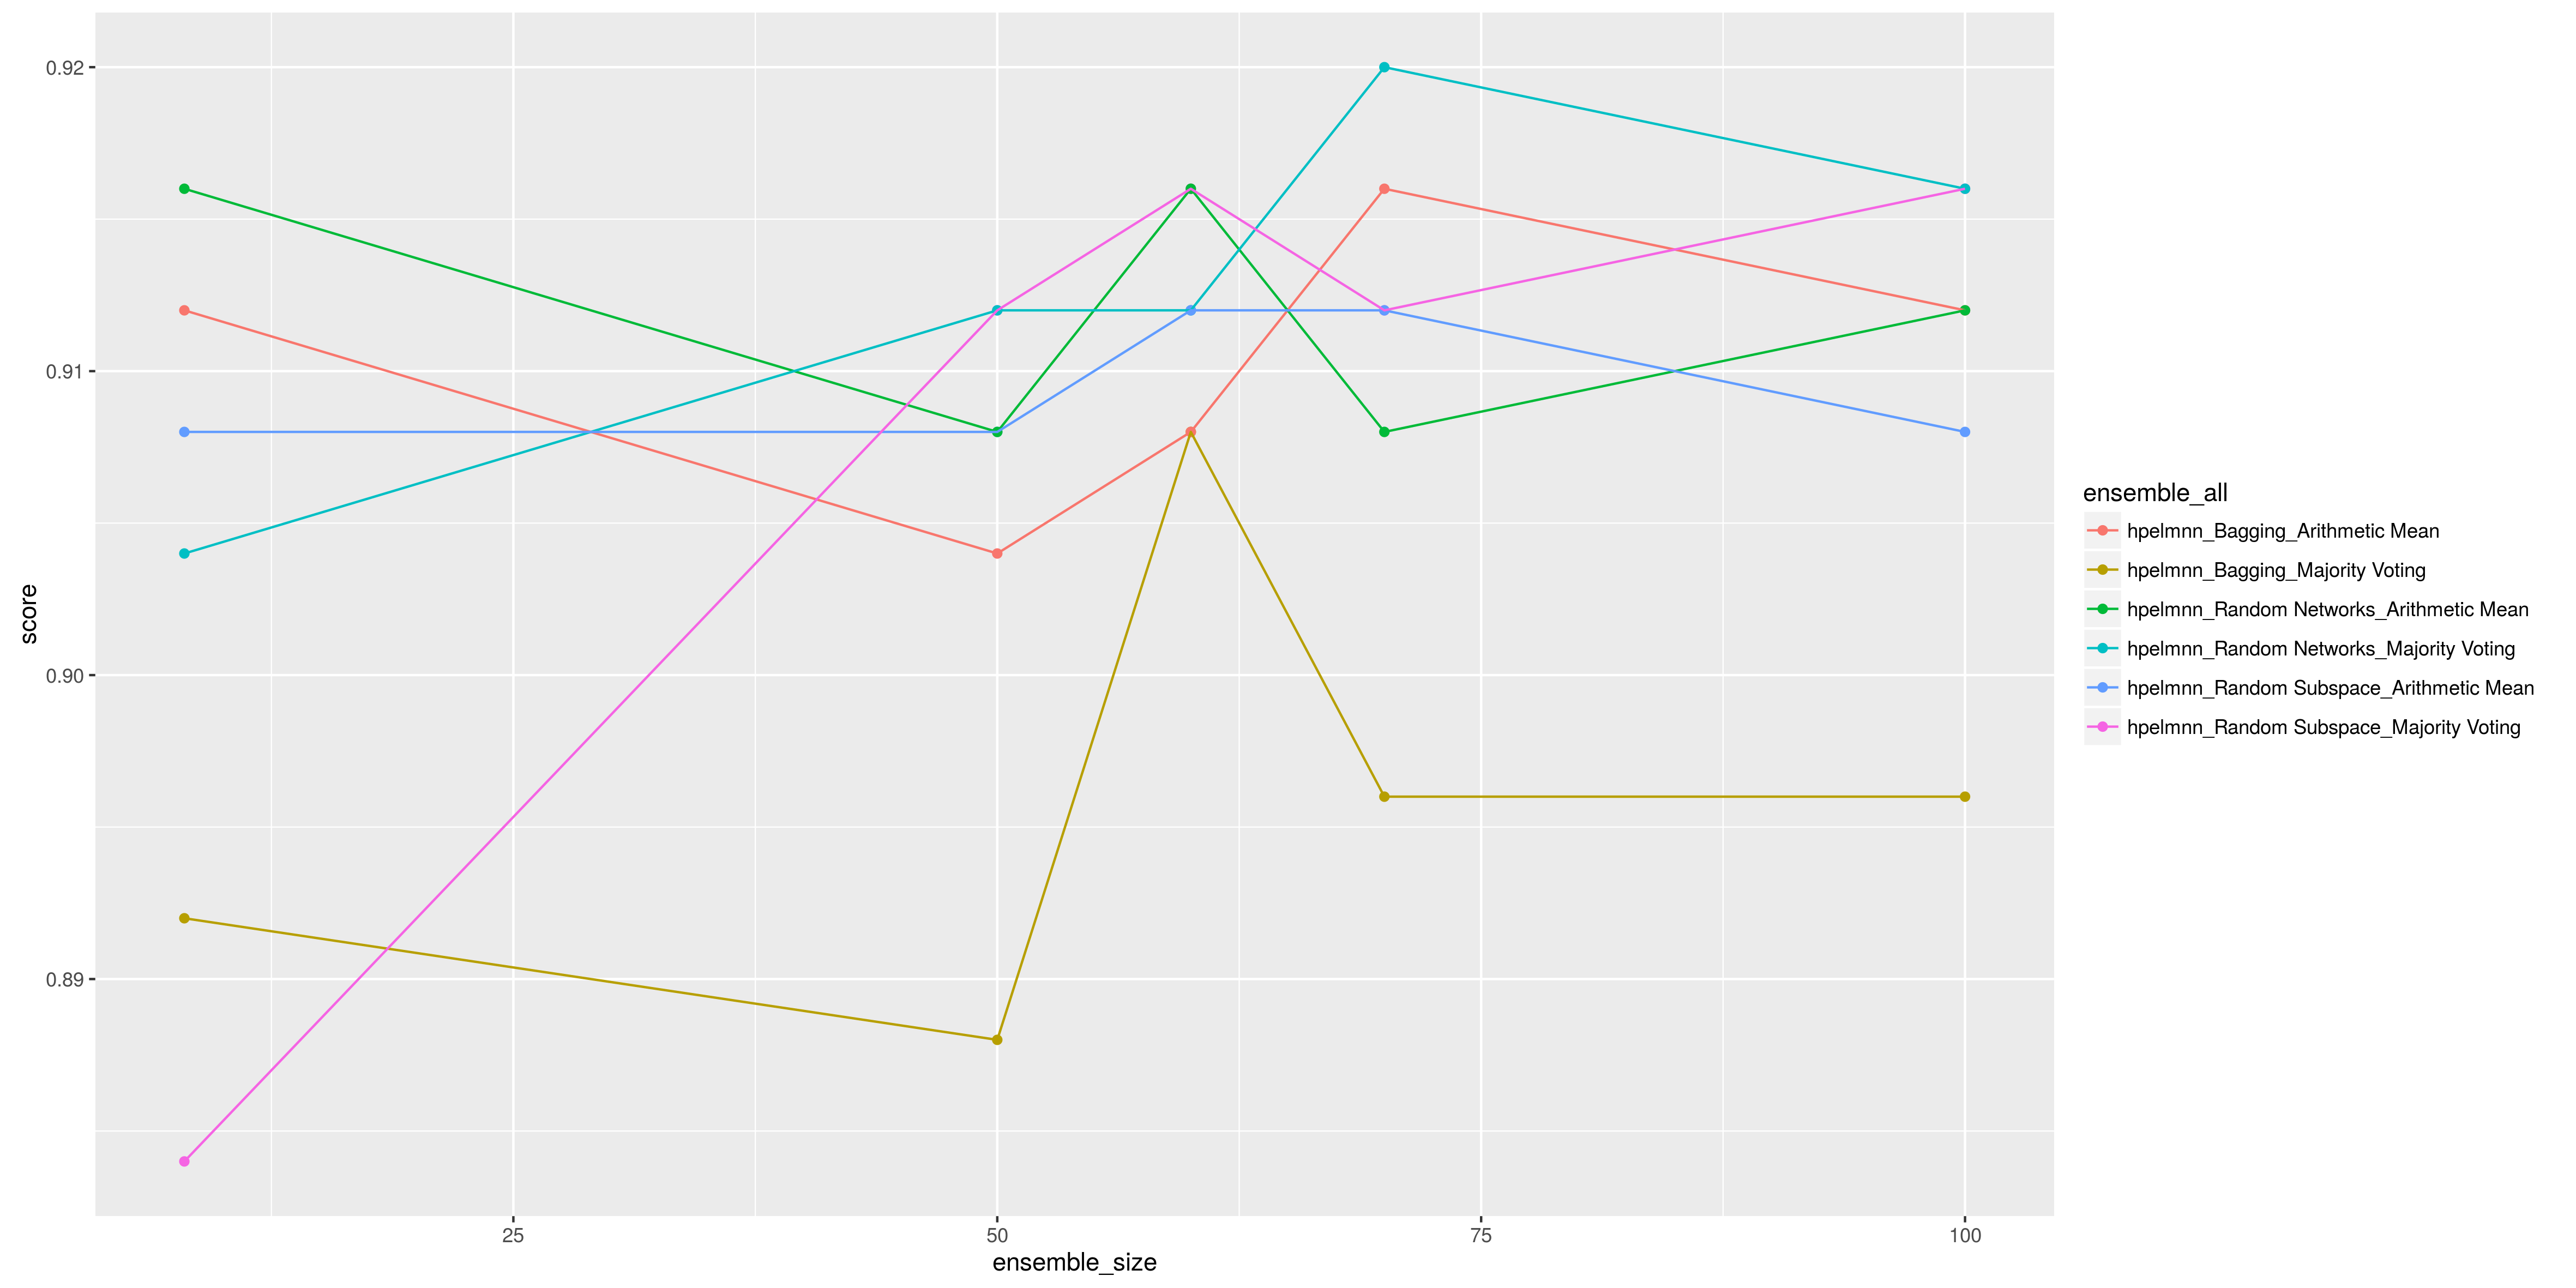 0.92
0.91
0.90
0.89
score
25
50
75
100
ensemble_size
ensemble_all
hpelmnn_Bagging_Arithmetic Mean
hpelmnn_Bagging_Majority Voting
hpelmnn_Random Networks_Arithmetic Mean
hpelmnn_Random Networks_Majority Voting
hpelmnn_Random Subspace_Arithmetic Mean
hpelmnn_Random Subspace_Majority Voting